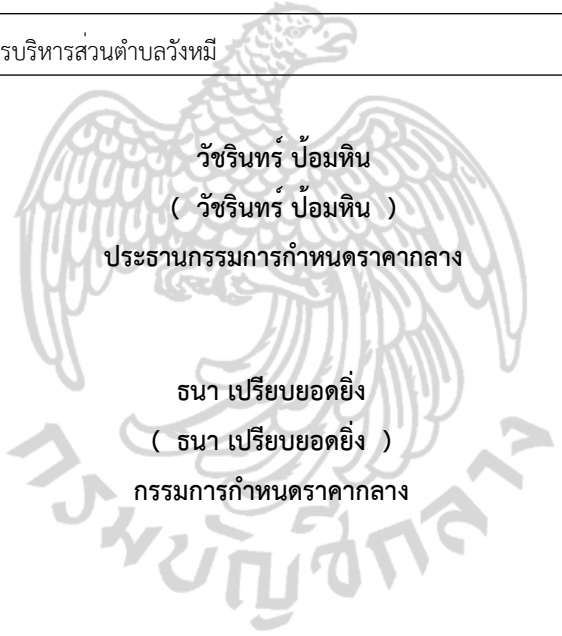 รบริหารส่วนตำบลวังหมี
วัชรินทร์ ป้อมหิน
( วัชรินทร์ ป้อมหิน )
ประธานกรรมการกำหนดราคากลาง
ธนา เปรียบยอดยิ่ง
( ธนา เปรียบยอดยิ่ง )
กรรมการกำหนดราคากลาง
กรมบัญชีกลาง